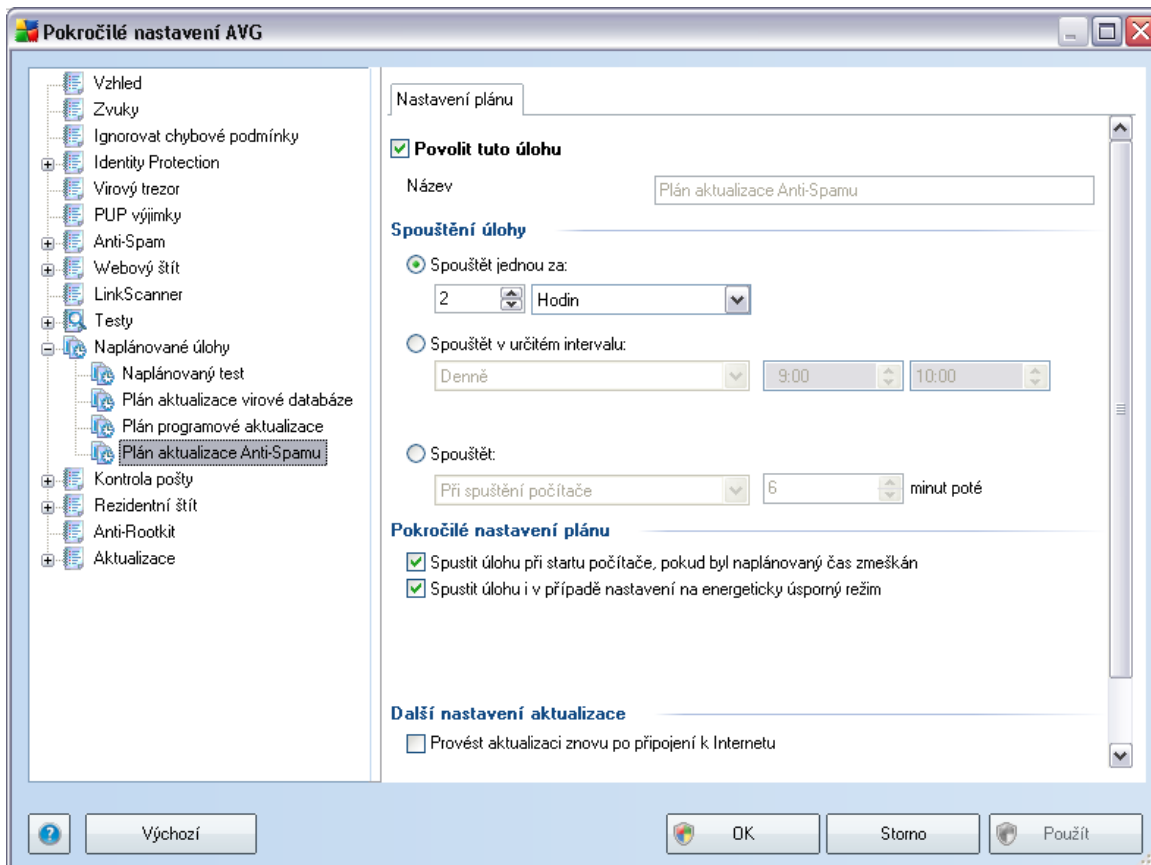 Pokročilé nastavení AVG
Vzhled
Zvuky
Ignorovat chybové podmínky
Identity Protection
Virový trezor
PUP výjimky
Anti-Spam
Webový štít
LinkScanner
Testy
Naplánované úlohy
Naplánovaný test
Plán aktualizace virové databáze
Plán programové aktualizace
Plán aktualizace Anti-Spamu
Kontrola pošty
Rezidentní štít
Anti-Rootkit
Aktualizace
Nastavení plánu
Povolit tuto úlohu
Název Plán aktualizace Anti-Spamu
Spouštění úlohy
Spouštět jednou za:
2 Hodin
Spouštět v určitém intervalu:
Denně 9:00 10:00
Spouštět:
Při spuštění počítače 6 minut poté
Pokročilé nastavení plánu
Spustit úlohu při startu počítače, pokud byl naplánovaný čas zmeškán
Spustit úlohu i v případě nastavení na energeticky úsporný režim
Další nastavení aktualizace
Provést aktualizaci znovu po připojení k Internetu
? Výchozí OK Storno Použít